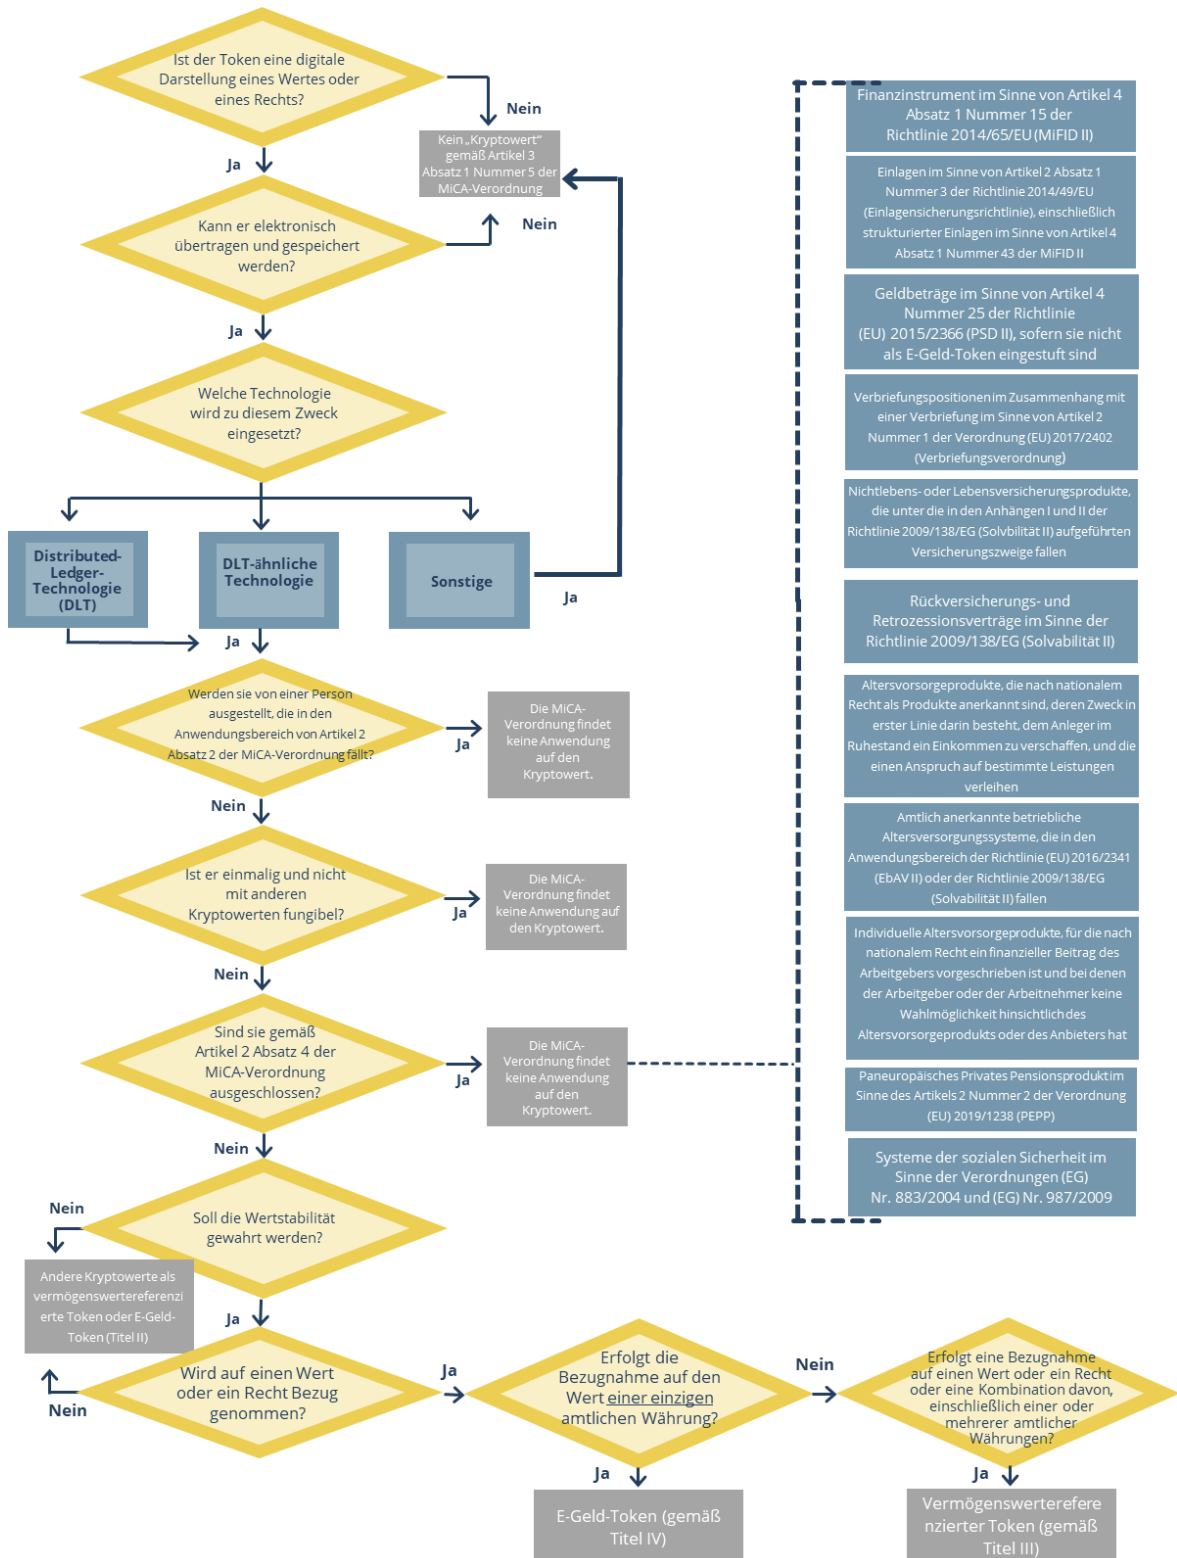 Ist der Token eine digitale
Darstellung eines Wertes oder
eines Rechts?
Nein
Kein „Kryptowert“
gemäß Artikel 3
Absatz 1 Nummer 5 der
MiCA-Verordnung
Ja
Kann er elektronisch
übertragen und gespeichert
werden?
Nein
Ja
Welche Technologie
wird zu diesem Zweck
eingesetzt?
Distributed-
Ledger-
Technologie
(DLT)
DLT-ähnliche
Technologie
Sonstige
Ja
Ja
Werden sie von einer Person
ausgestellt, die in den
Anwendungsbereich von Artikel 2
Absatz 2 der MiCA-Verordnung fällt?
Ja
Die MiCA-
Verordnung findet
keine Anwendung
auf den
Kryptowert.
Nein
Ist er einmalig und nicht
mit anderen
Kryptowerten fungibel?
Ja
Die MiCA-
Verordnung findet
keine Anwendung auf
den Kryptowert.
Nein
Sind sie gemäß
Artikel 2 Absatz 4 der
MiCA-Verordnung
ausgeschlossen?
Ja
Die MiCA-
Verordnung findet
keine Anwendung
auf den
Kryptowert.
Nein
Soll die Wertstabilität
gewahrt werden?
Nein
Andere Kryptowerte als
vermögenswertereferenzi
erte Token oder E-Geld-
Token (Titel II)
Ja
Wird auf einen Wert
oder ein Recht Bezug
genommen?
Nein
Ja
Erfolgt die
Bezugnahme auf den
Wert einer einzigen
amtlichen Währung?
Nein
Ja
E-Geld-Token (gemäß
Titel IV)
Erfolgt eine Bezugnahme
auf einen Wert oder ein Recht
oder eine Kombination davon,
einschließlich einer oder
mehrerer amtlicher
Währungen?
Ja
Vermögenswerterefere
nzierter Token (gemäß
Titel III)
Finanzinstrument im Sinne von Artikel 4
Absatz 1 Nummer 15 der
Richtlinie 2014/65/EU (MiFID II)
Einlagen im Sinne von Artikel 2 Absatz 1
Nummer 3 der Richtlinie 2014/49/EU
(Einlagensicherungsrichtlinie), einschließlich
strukturierter Einlagen im Sinne von Artikel 4
Absatz 1 Nummer 43 der MiFID II
Geldbeträge im Sinne von Artikel 4
Nummer 25 der Richtlinie
(EU) 2015/2366 (PSD II), sofern sie nicht
als E-Geld-Token eingestuft sind
Verbriefungspositionen im Zusammenhang mit
einer Verbriefung im Sinne von Artikel 2
Nummer 1 der Verordnung (EU) 2017/2402
(Verbriefungsverordnung)
Nichtlebens- oder Lebensversicherungsprodukte,
die unter die in den Anhängen I und II der
Richtlinie 2009/138/EG (Solvbilität II) aufgeführten
Versicherungszweige fallen
Rückversicherungs- und
Retrozessionsverträge im Sinne der
Richtlinie 2009/138/EG (Solvabilität II)
Altersvorsorgeprodukte, die nach nationalem
Recht als Produkte anerkannt sind, deren Zweck in
erster Linie darin besteht, dem Anleger im
Ruhestand ein Einkommen zu verschaffen, und die
einen Anspruch auf bestimmte Leistungen
verleihen
Amtlich anerkannte betriebliche
Altersversorgungssysteme, die in den
Anwendungsbereich der Richtlinie (EU) 2016/2341
(EbAV II) oder der Richtlinie 2009/138/EG
(Solvabilität II) fallen
Individuelle Altersvorsorgeprodukte, für die nach
nationalem Recht ein finanzieller Beitrag des
Arbeitgebers vorgeschrieben ist und bei denen
der Arbeitgeber oder der Arbeitnehmer keine
Wahlmöglichkeit hinsichtlich des
Altersvorsorgeprodukts oder des Anbieters hat
Paneuropäisches Privates Pensionsprodukt im
Sinne des Artikels 2 Nummer 2 der Verordnung
(EU) 2019/1238 (PEPP)
Systeme der sozialen Sicherheit im
Sinne der Verordnungen (EG)
Nr. 883/2004 und (EG) Nr. 987/2009